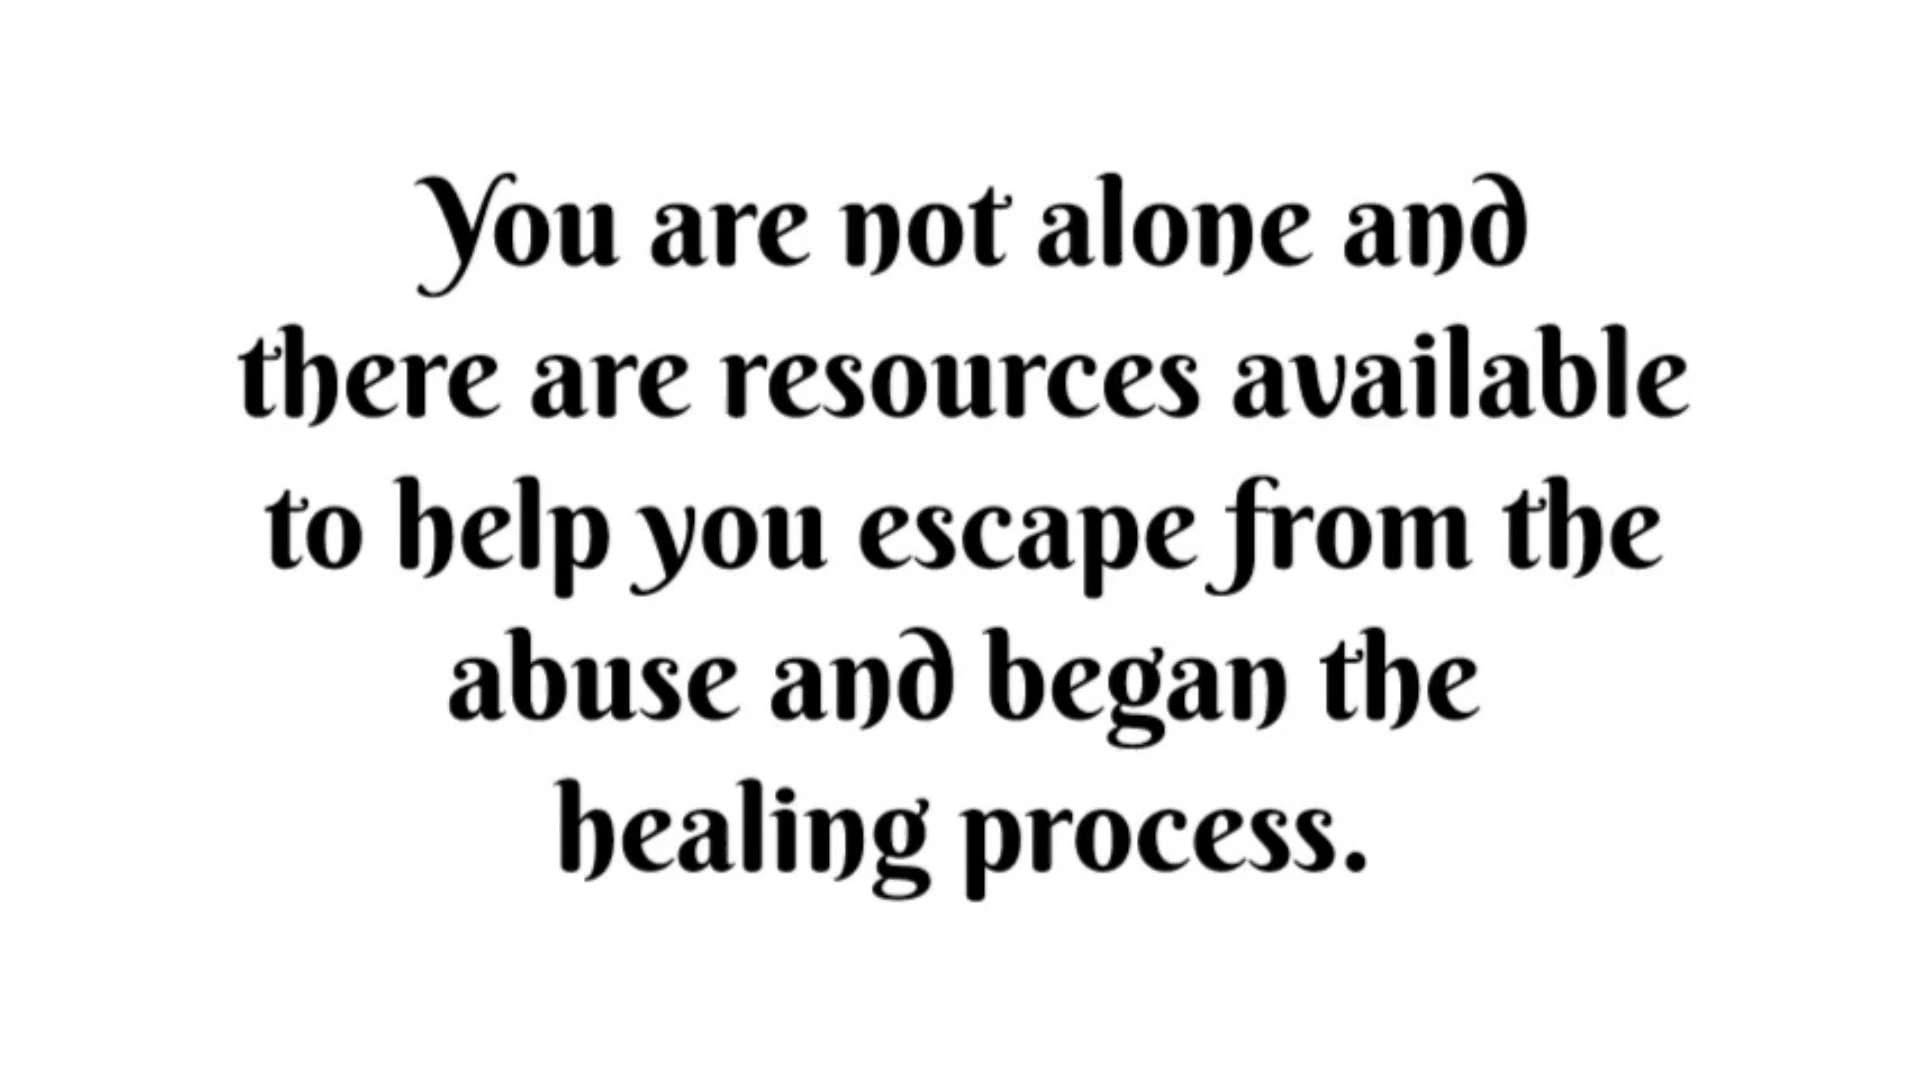 You are not alone and
there are resources available
to help you escape from the
abuse and began the
healing process.